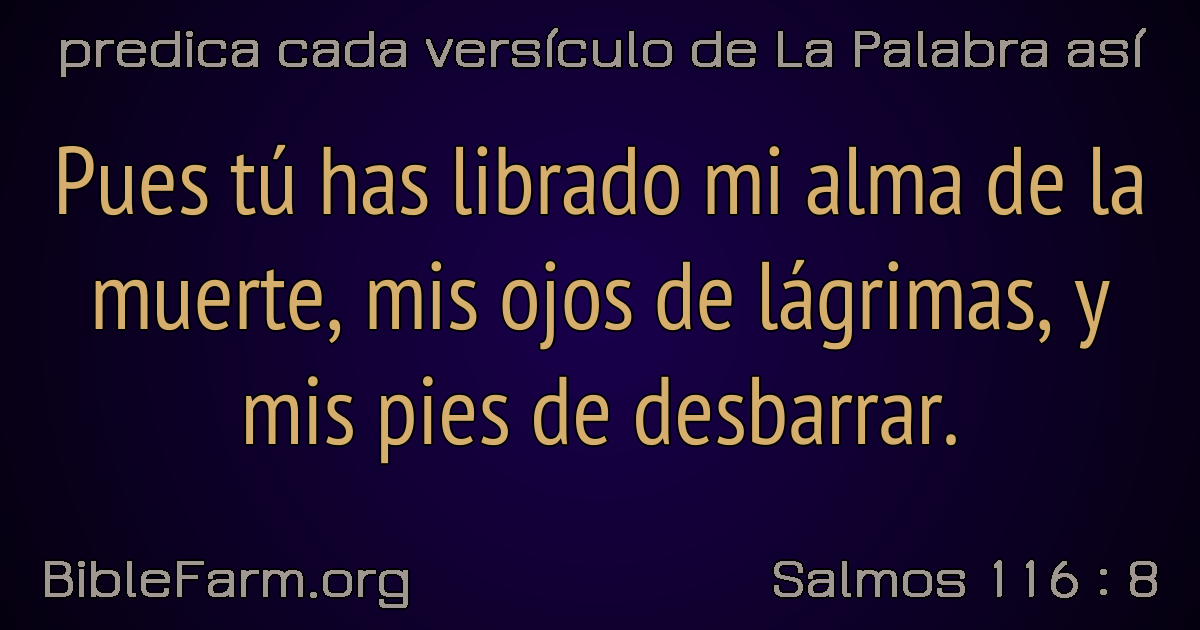 predica cada versículo de La Palabra así
Pues tú has librado mi alma de la
muerte, mis ojos de lágrimas, y
mis pies de desbarrar.
BibleFarm.org
Salmos 116 : 8